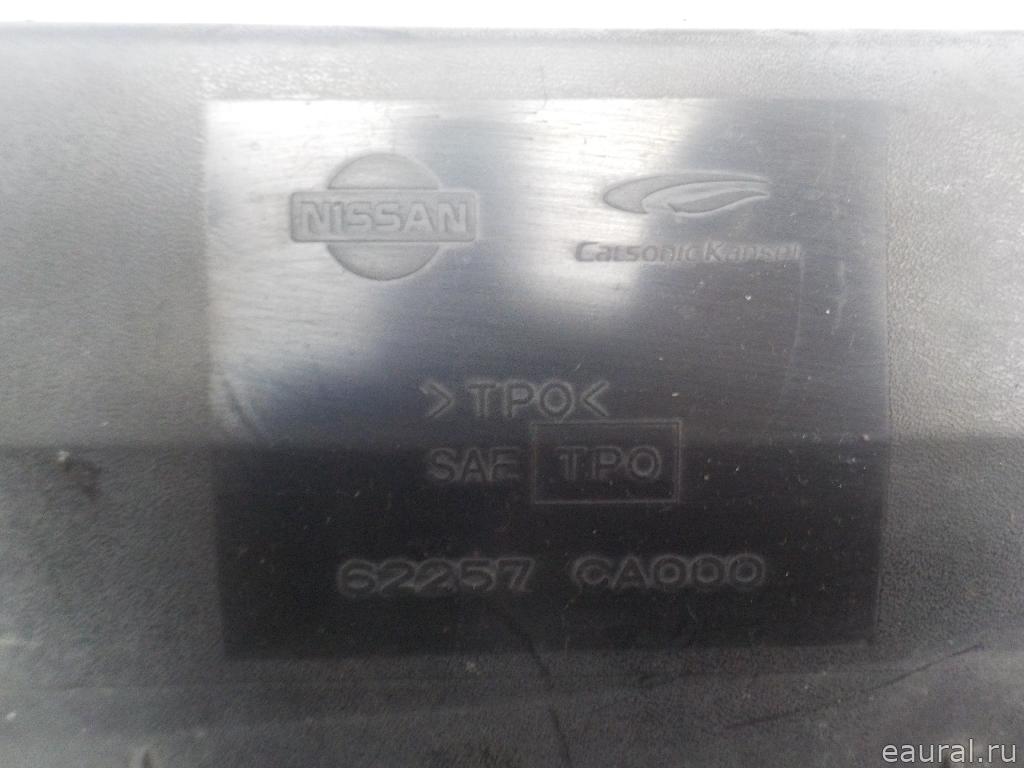 NISSAN
CalsonicKansei
>TPO<
SAE TPO
62257 CA000
eaural.ru